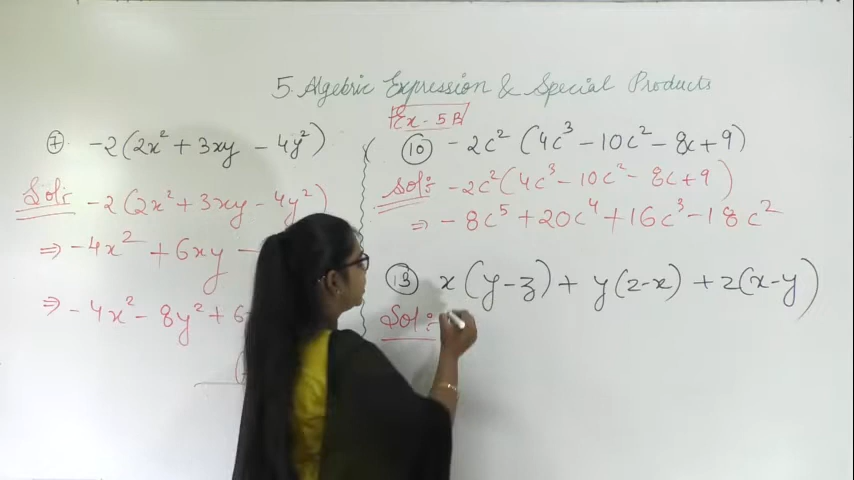 5. Algebric Expression & Special Products
Ex-5B
7 -2(2x² + 3xy - 4y²)
Sol:- -2(2x² + 3xy - 4y²)
⇒ -4x² + 6xy -
⇒ -4x² - 8y² + 6
10 -2c² (4c³ - 10c² - 8c + 9)
Sol:- -2c² (4c³ - 10c² - 8c + 9)
⇒ -8c⁵ + 20c⁴ + 16c³ - 18c²
13 x(y-z) + y(z-x) + z(x-y)
Sol:-